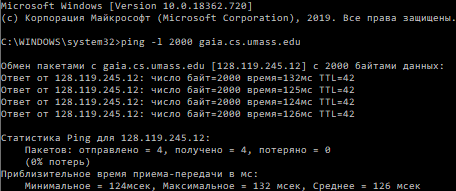 Microsoft Windows [Version 10.0.18362.720]
(c) Корпорация Майкрософт (Microsoft Corporation), 2019. Все права защищены.
C:\WINDOWS\system32>ping -l 2000 gaia.cs.umass.edu
Обмен пакетами с gaia.cs.umass.edu [128.119.245.12] с 2000 байтами данных:
Ответ от 128.119.245.12: число байт=2000 время=132мс TTL=42
Ответ от 128.119.245.12: число байт=2000 время=125мс TTL=42
Ответ от 128.119.245.12: число байт=2000 время=124мс TTL=42
Ответ от 128.119.245.12: число байт=2000 время=126мс TTL=42
Статистика Ping для 128.119.245.12:
Пакетов: отправлено = 4, получено = 4, потеряно = 0
(0% потерь)
Приблизительное время приема-передачи в мс:
Минимальное = 124мсек, Максимальное = 132 мсек, Среднее = 126 мсек